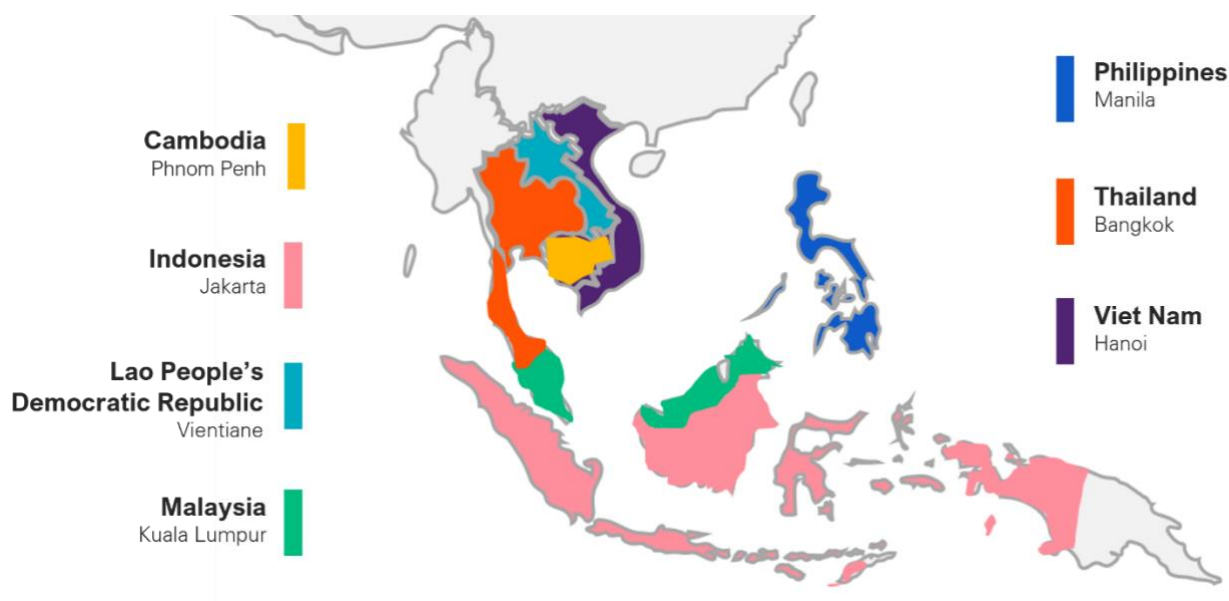 Cambodia
Phnom Penh
Indonesia
Jakarta
Lao People’s
Democratic Republic
Vientiane
Malaysia
Kuala Lumpur
Philippines
Manila
Thailand
Bangkok
Viet Nam
Hanoi